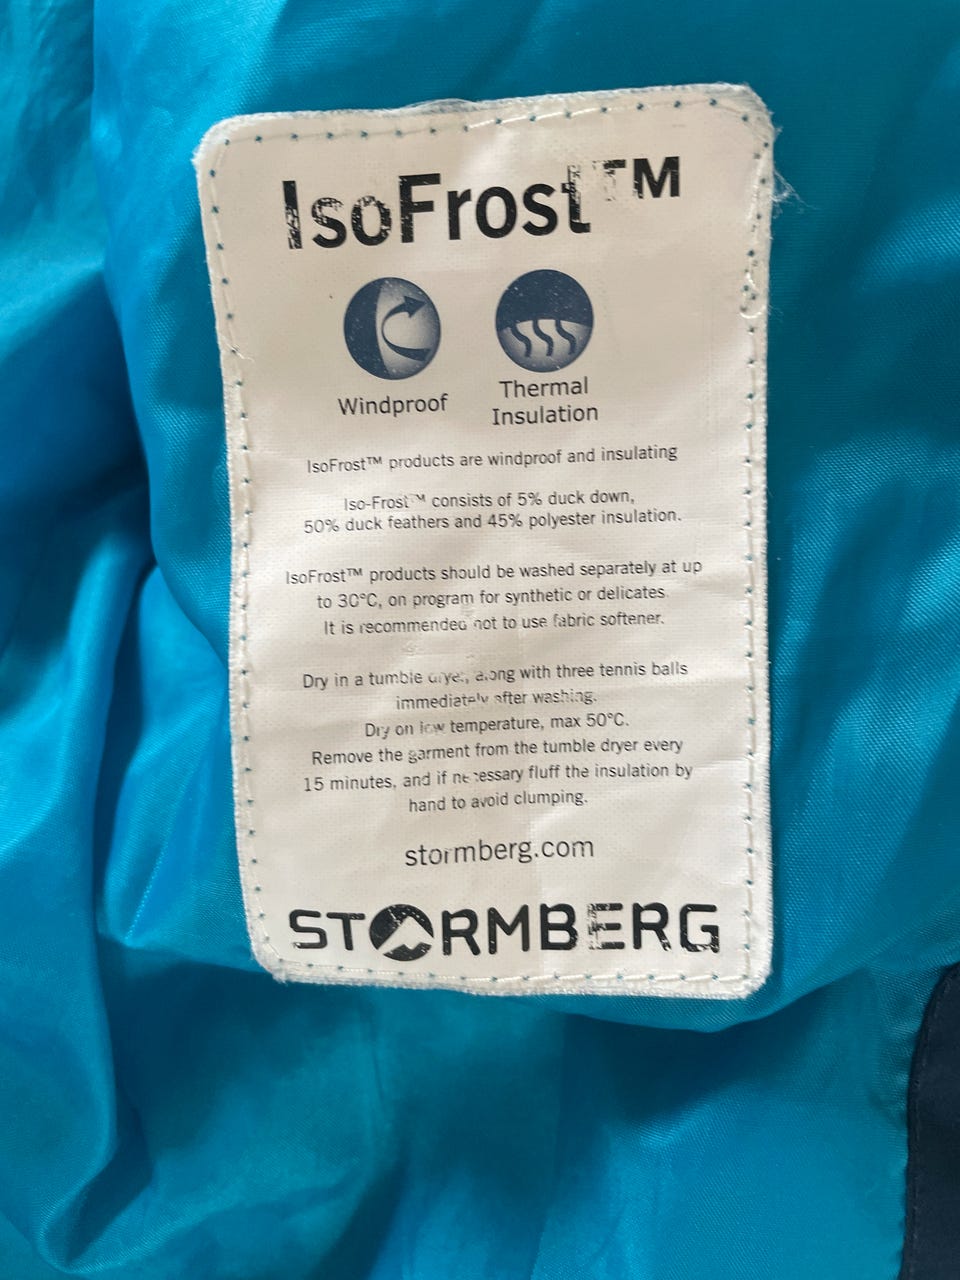 IsoFrost™
Windproof
Thermal
Insulation
IsoFrost™ products are windproof and insulating
Iso-Frost™ consists of 5% duck down,
50% duck feathers and 45% polyester insulation.
IsoFrost™ products should be washed separately at up
to 30°C, on program for synthetic or delicates.
It is recommended not to use fabric softener.
Dry in a tumble dryer, along with three tennis balls
immediately after washing.
Dry on low temperature, max 50°C.
Remove the garment from the tumble dryer every
15 minutes, and if necessary fluff the insulation by
hand to avoid clumping.
stormberg.com
STORMBERG